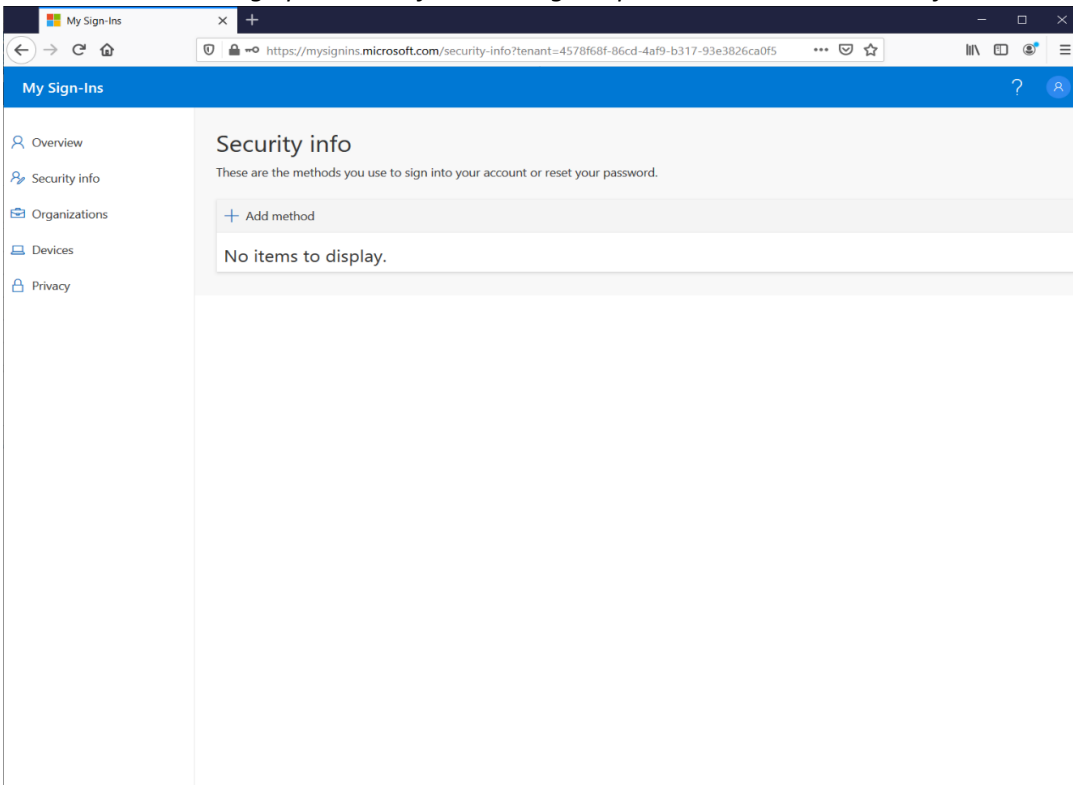 My Sign-Ins
https://mysignins.microsoft.com/security-info?tenant=4578f68f-86cd-4af9-b317-93e3826ca0f5
My Sign-Ins
?
Overview
Security info
Organizations
Devices
Privacy
Security info
These are the methods you use to sign into your account or reset your password.
+ Add method
No items to display.